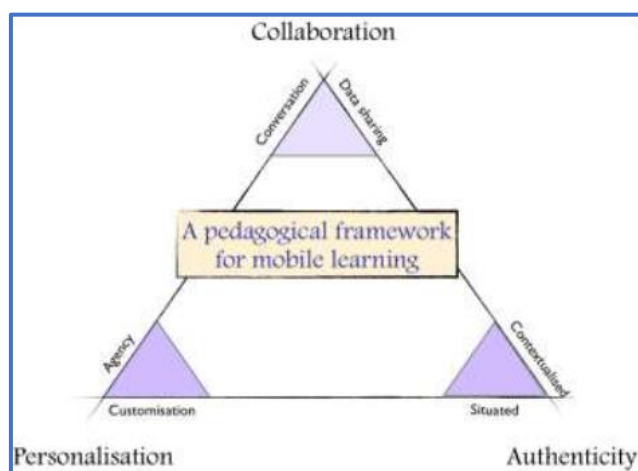 Collaboration
Conversation
Data sharing
A pedagogical framework
for mobile learning
Agency
Contextualised
Customisation
Situated
Personalisation
Authenticity